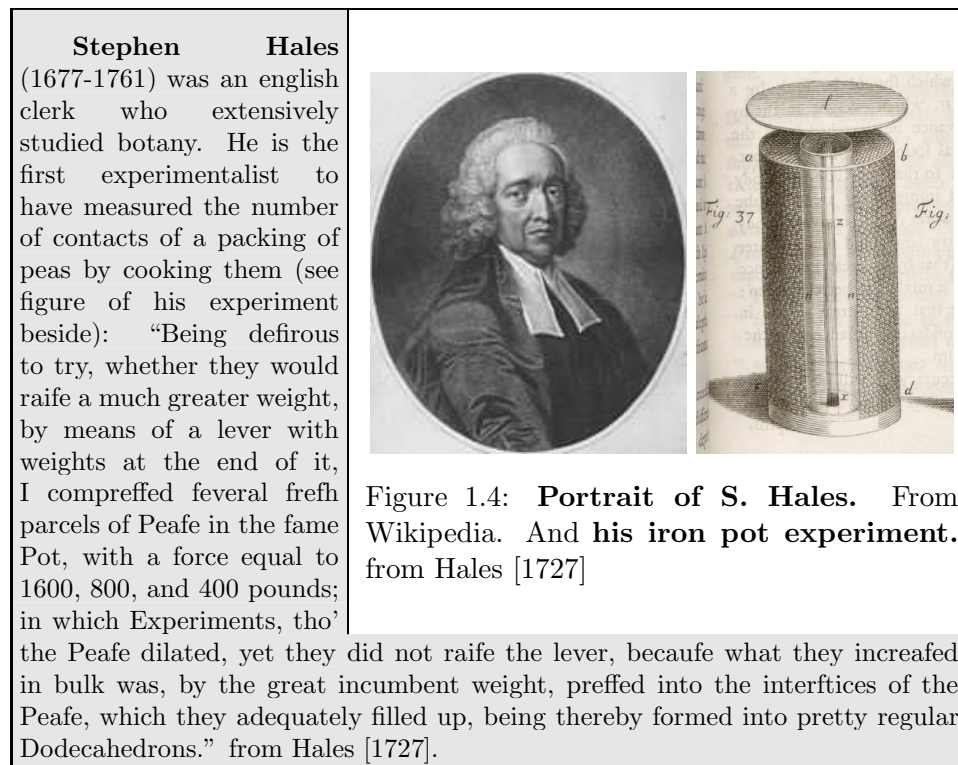 Stephen Hales
(1677-1761) was an english
clerk who extensively
studied botany. He is the
first experimentalist to
have measured the number
of contacts of a packing of
peas by cooking them (see
figure of his experiment
beside): “Being defirous
to try, whether they would
raife a much greater weight,
by means of a lever with
weights at the end of it,
I compreffed feveral frefh
parcels of Peafe in the fame
Pot, with a force equal to
1600, 800, and 400 pounds;
in which Experiments, tho’
the Peafe dilated, yet they did not raife the lever, becaufe what they increafed
in bulk was, by the great incumbent weight, preffed into the interftices of the
Peafe, which they adequately filled up, being thereby formed into pretty regular
Dodecahedrons.” from Hales [1727].
f
a
b
Fig: 37.
z
Fig:
n
n
x
d
Figure 1.4: Portrait of S. Hales. From
Wikipedia. And his iron pot experiment.
from Hales [1727]